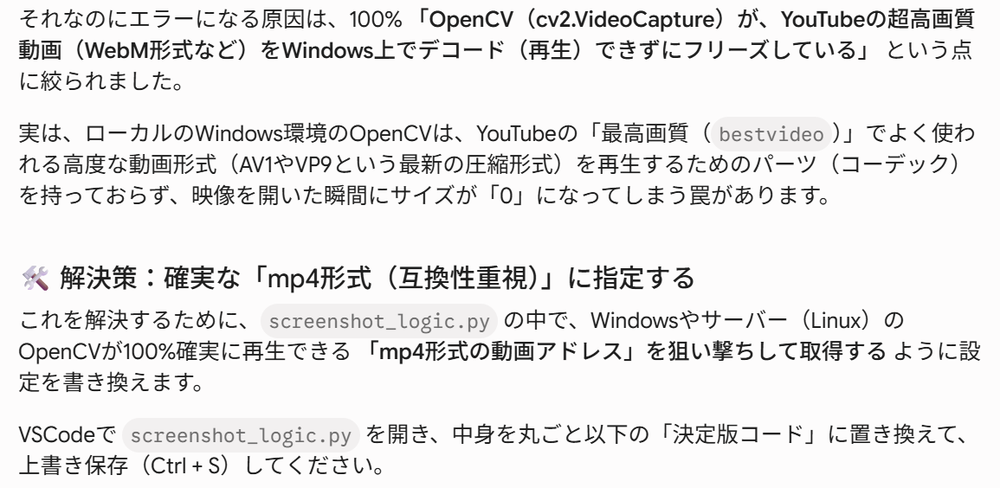 それなのにエラーになる原因は、100% 「OpenCV（cv2.VideoCapture）が、YouTubeの超高画質
動画（WebM形式など）をWindows上でデコード（再生）できずにフリーズしている」 という点
に絞られました。
実は、ローカルのWindows環境のOpenCVは、YouTubeの「最高画質（ bestvideo ）」でよく使わ
れる高度な動画形式（AV1やVP9という最新の圧縮形式）を再生するためのパーツ（コーデック）
を持っておらず、映像を開いた瞬間にサイズが「0」になってしまう罠があります。
🛠️ 解決策：確実な「mp4形式（互換性重視）」に指定する
これを解決するために、 screenshot_logic.py の中で、Windowsやサーバー（Linux）の
OpenCVが100%確実に再生できる 「mp4形式の動画アドレス」を狙い撃ちして取得する ように設
定を書き換えます。
VSCodeで screenshot_logic.py を開き、中身を丸ごと以下の「決定版コード」に置き換えて、
上書き保存（Ctrl + S）してください。